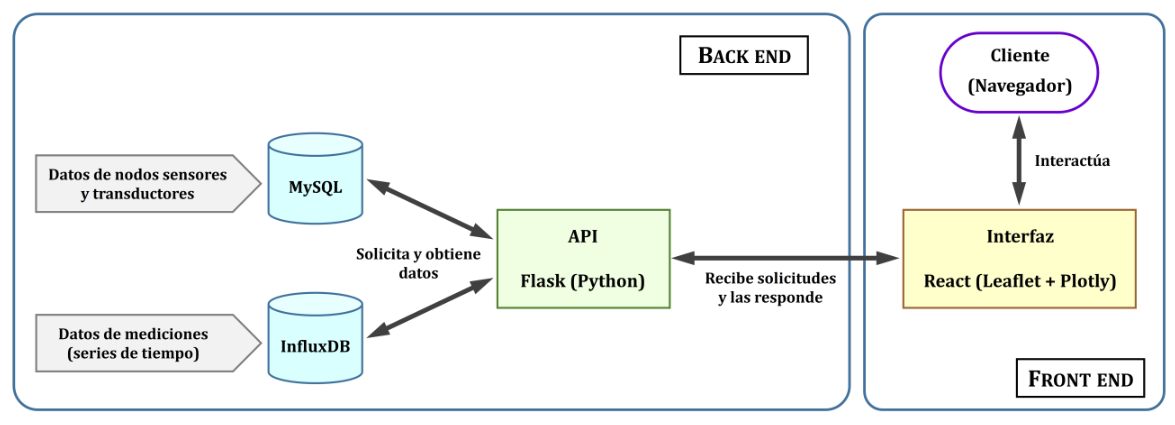 BACK END
Datos de nodos sensores
y transductores
MySQL
Solicita y obtiene
datos
Datos de mediciones
(series de tiempo)
InfluxDB
API
Flask (Python)
Recibe solicitudes
y las responde
Cliente
(Navegador)
Interactúa
Interfaz
React (Leaflet + Plotly)
FRONT END